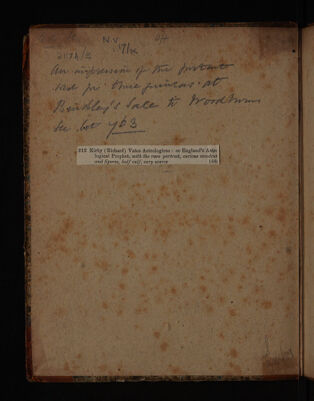 N.V.
An impression of the portrait
sold for three guineas at
Bindley's Sale to Woodburn
See lot 763
212 Kirby (Richard) Vates Astrologicus: or England's Astro-
logical Prophet, with the rare portrait, curious woodcut
and figures, half calf, very scarce